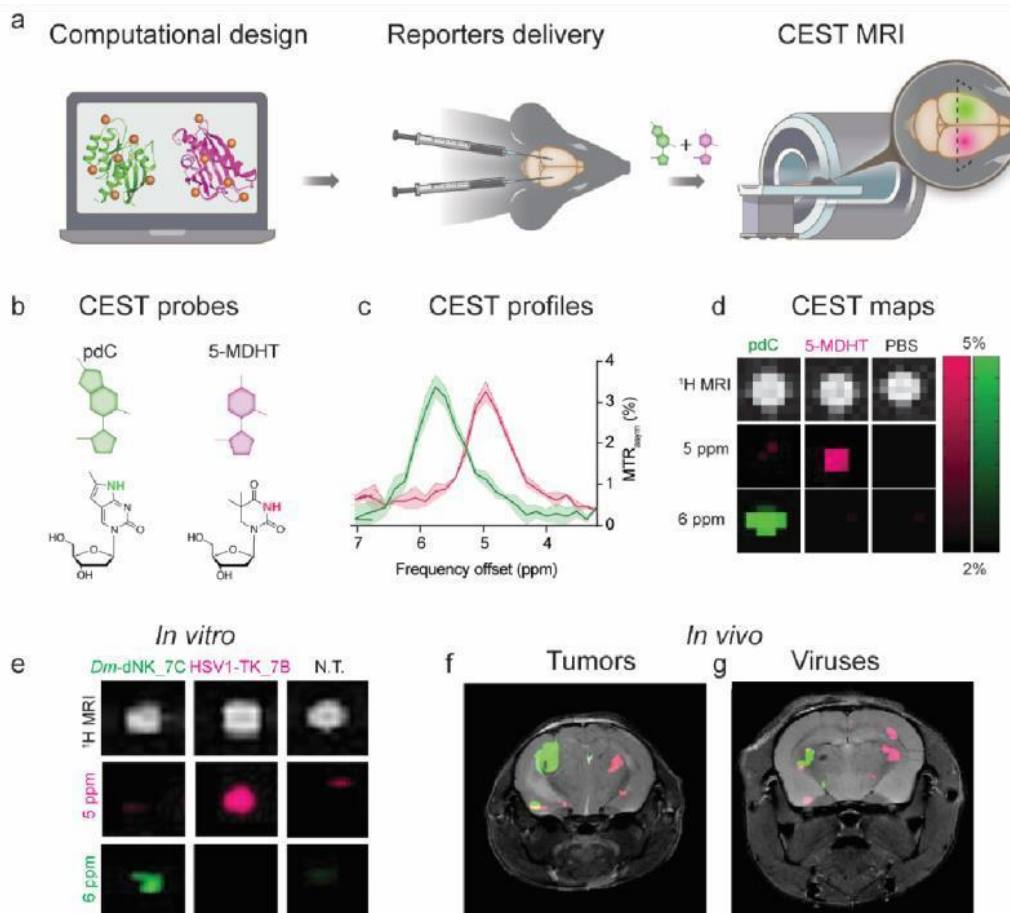 a
Computational design
Reporters delivery
CEST MRI
+
b
CEST probes
pdC
5-MDHT
NH
N
N
O
HO
O
OH
O
NH
N
O
HO
O
OH
c
CEST profiles
4
3
2
1
0
MTRasym (%)
7
6
5
4
Frequency offset (ppm)
d
CEST maps
pdC
5-MDHT
PBS
5%
¹H MRI
5 ppm
6 ppm
2%
In vitro
e
Dm-dNK_7C
HSV1-TK_7B
N.T.
¹H MRI
5 ppm
6 ppm
In vivo
f
Tumors
g
Viruses